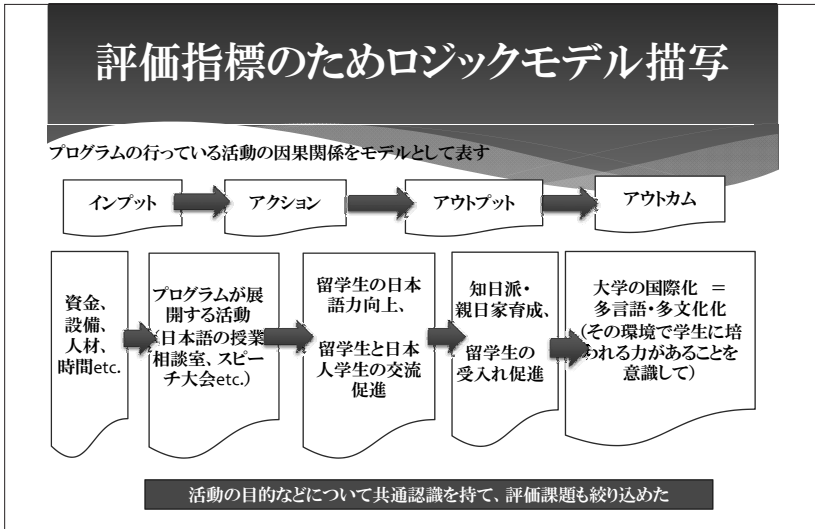 評価指標のためロジックモデル描写
プログラムの行っている活動の因果関係をモデルとして表す
インプット
アクション
アウトプット
アウトカム
資金、
設備、
人材、
時間etc.
プログラムが展
開する活動
(日本語の授業
相談室、スピー
チ大会etc.)
留学生の日本
語力向上、
留学生と日本
人学生の交流
促進
知日派・
親日家育成、
留学生の
受入れ促進
大学の国際化 =
多言語・多文化化
(その環境で学生に培
われる力があることを
意識して)
活動の目的などについて共通認識を持て、評価課題も絞り込めた